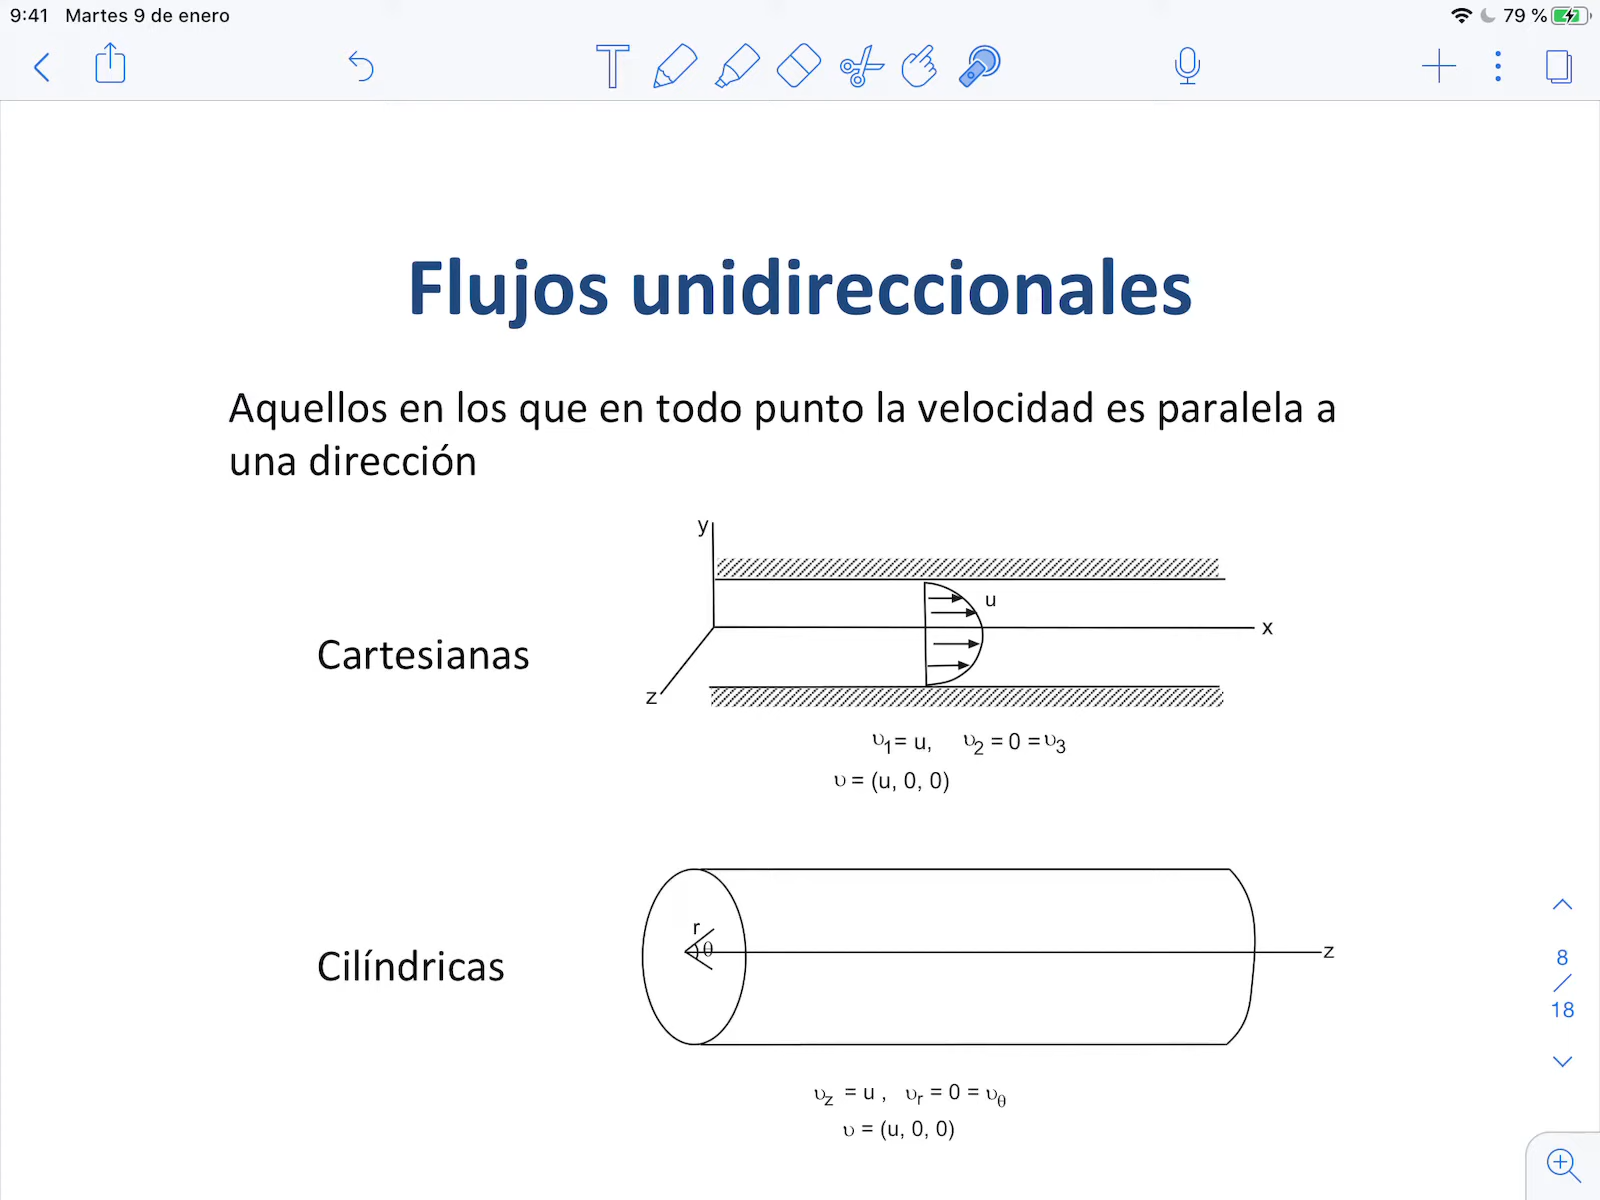 9:41 Martes 9 de enero
79 %
Flujos unidireccionales
Aquellos en los que en todo punto la velocidad es paralela a
una dirección
y
u
x
Cartesianas
z
υ₁= u, υ₂ = 0 =υ₃
υ = (u, 0, 0)
r
θ
z
Cilíndricas
8
/
18
υz = u , υr = 0 = υθ
υ = (u, 0, 0)